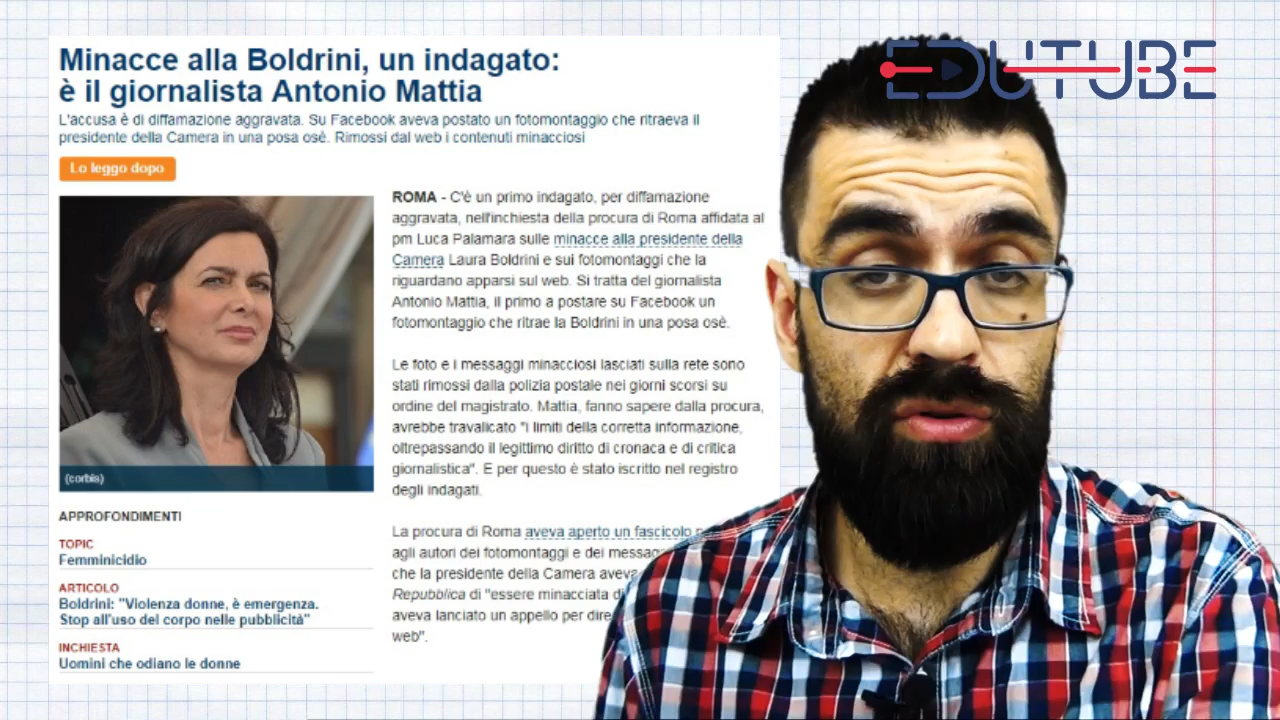 EDUTUBE
Minacce alla Boldrini, un indagato:
è il giornalista Antonio Mattia
L'accusa è di diffamazione aggravata. Su Facebook aveva postato un fotomontaggio che ritraeva il
presidente della Camera in una posa osè. Rimossi dal web i contenuti minacciosi
Lo leggo dopo
(corbis)
APPROFONDIMENTI
TOPIC
Femminicidio
ARTICOLO
Boldrini: "Violenza donne, è emergenza.
Stop all'uso del corpo nelle pubblicità"
INCHIESTA
Uomini che odiano le donne
ROMA - C'è un primo indagato, per diffamazione
aggravata, nell'inchiesta della procura di Roma affidata al
pm Luca Palamara sulle minacce alla presidente della
Camera Laura Boldrini e sui fotomontaggi che la
riguardano apparsi sul web. Si tratta del giornalista
Antonio Mattia, il primo a postare su Facebook un
fotomontaggio che ritrae la Boldrini in una posa osè.
Le foto e i messaggi minacciosi lasciati sulla rete sono
stati rimossi dalla polizia postale nei giorni scorsi su
ordine del magistrato. Mattia, fanno sapere dalla procura,
avrebbe travalicato "i limiti della corretta informazione,
oltrepassando il legittimo diritto di cronaca e di critica
giornalistica". E per questo è stato iscritto nel registro
degli indagati.
La procura di Roma aveva aperto un fascicolo
agli autori dei fotomontaggi e dei
che la presidente della Camera
Repubblica di "essere minacciata
aveva lanciato un appello per
web".